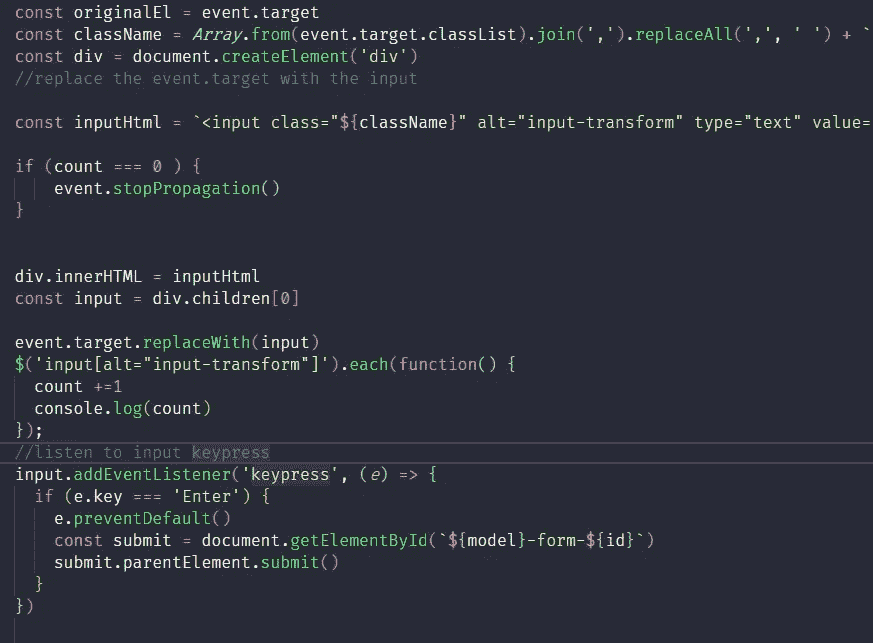 const originalEl = event.target
const className = Array.from(event.target.classList).join(',').replaceAll(',', ' ') + `
const div = document.createElement('div')
//replace the event.target with the input
const inputHtml = `<input class="${className}" alt="input-transform" type="text" value=
if (count === 0 ) {
event.stopPropagation()
}
div.innerHTML = inputHtml
const input = div.children[0]
event.target.replaceWith(input)
$('input[alt="input-transform"]').each(function() {
count +=1
console.log(count)
});
//listen to input keypress
input.addEventListener('keypress', (e) => {
if (e.key === 'Enter') {
e.preventDefault()
const submit = document.getElementById(`${model}-form-${id}`)
submit.parentElement.submit()
}
})